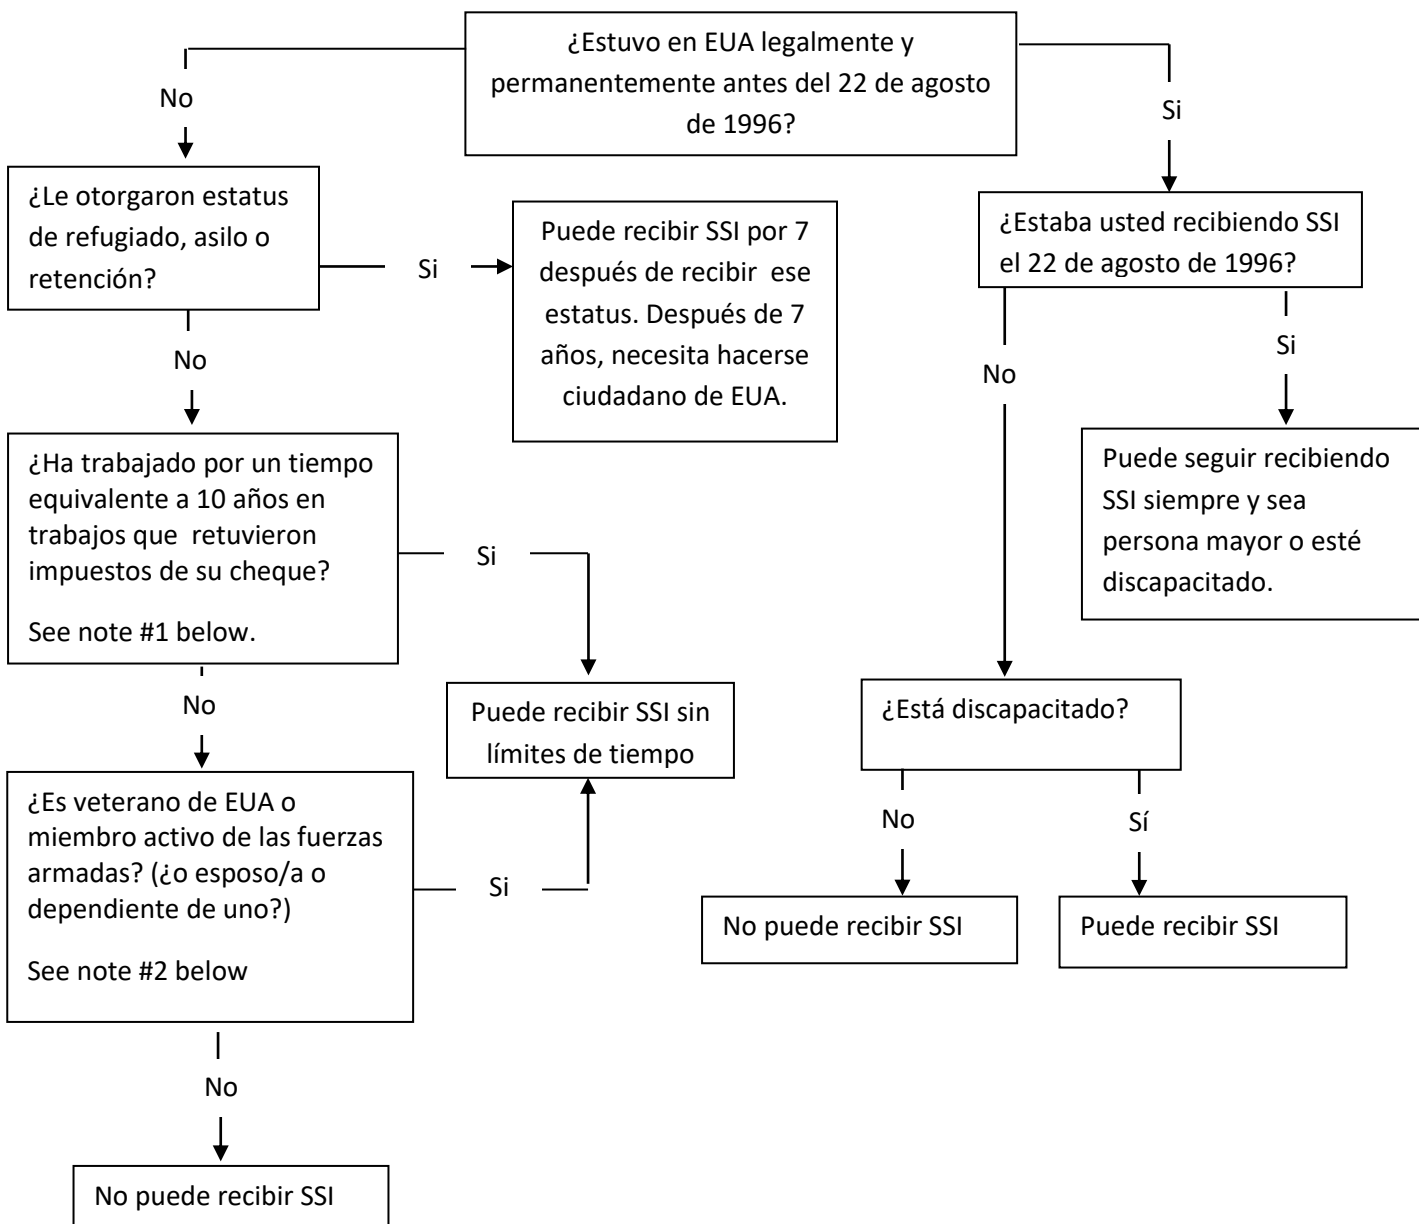 ¿Estuvo en EUA legalmente y
permanentemente antes del 22 de agosto
de 1996?
No
Si
¿Le otorgaron estatus
de refugiado, asilo o
retención?
Si
Puede recibir SSI por 7
después de recibir ese
estatus. Después de 7
años, necesita hacerse
ciudadano de EUA.
¿Estaba usted recibiendo SSI
el 22 de agosto de 1996?
No
No
Si
¿Ha trabajado por un tiempo
equivalente a 10 años en
trabajos que retuvieron
impuestos de su cheque?
See note #1 below.
Si
Puede seguir recibiendo
SSI siempre y sea
persona mayor o esté
discapacitado.
No
Puede recibir SSI sin
límites de tiempo
¿Está discapacitado?
¿Es veterano de EUA o
miembro activo de las fuerzas
armadas? (¿o esposo/a o
dependiente de uno?)
See note #2 below
Si
No
Sí
No puede recibir SSI
Puede recibir SSI
No
No puede recibir SSI